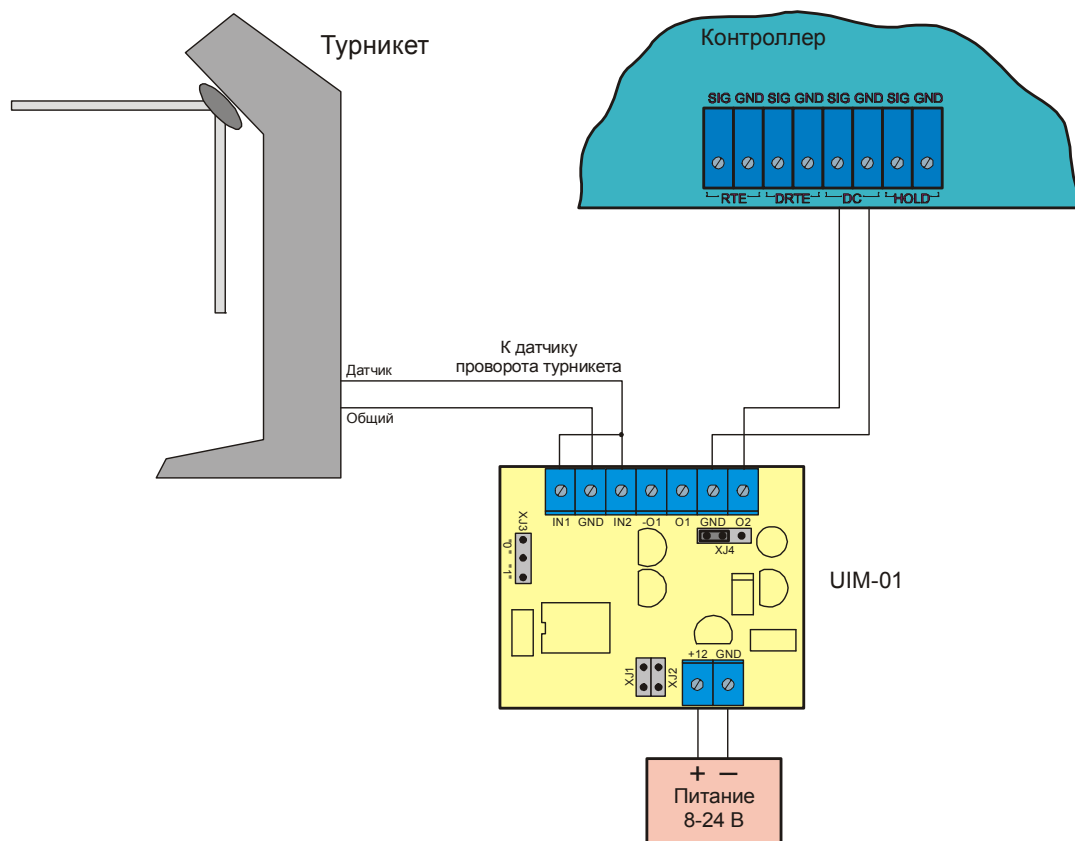 Турникет
Контроллер
SIG GND SIG GND SIG GND SIG GND
RTE DRTE DC HOLD
К датчику
проворота турникета
Датчик
Общий
IN1 GND IN2 -O1 O1 GND O2
XJ3
"0" "1"
XJ4
UIM-01
XJ1
XJ2
+12 GND
+ –
Питание
8-24 В